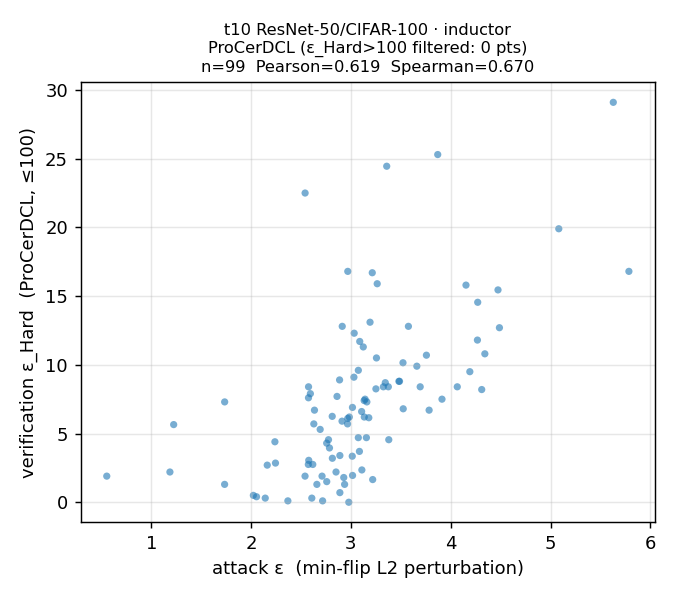 t10 ResNet-50/CIFAR-100 · inductor
ProCerDCL (ε_Hard>100 filtered: 0 pts)
n=99  Pearson=0.619  Spearman=0.670
verification ε_Hard  (ProCerDCL, ≤100)
30
25
20
15
10
5
0
1
2
3
4
5
6
attack ε  (min-flip L2 perturbation)